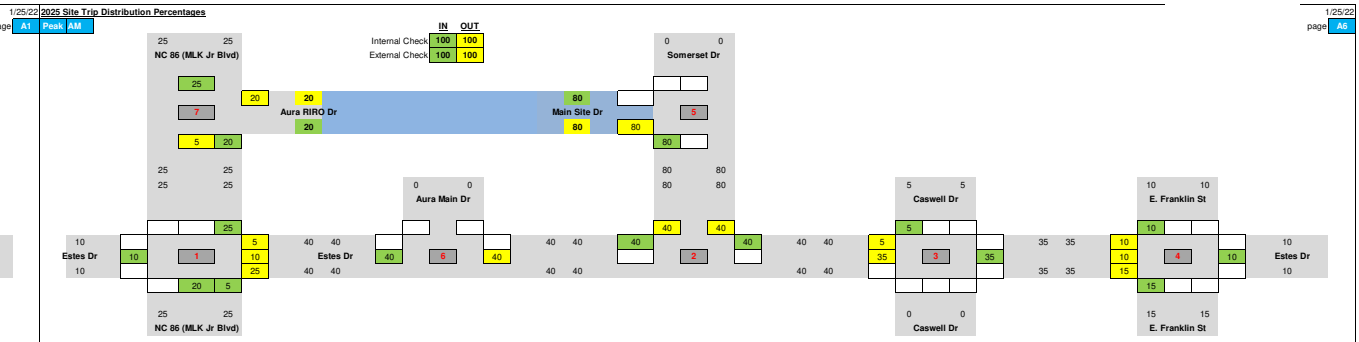 1/25/22 2025 Site Trip Distribution Percentages 1/25/22
A1 Peak AM IN OUT page A6
25 25 Internal Check 100 100 0 0
NC 86 (MLK Jr Blvd) External Check 100 100 Somerset Dr
25
20 20 80
7 Aura RIRO Dr Main Site Dr 5
20 80 80
5 20 80
25 25 80 80
25 25 0 0 80 80 5 5 10 10
Aura Main Dr Caswell Dr E. Franklin St
25 40 40 5 10
10 5 40 40 40 40 40 40 40 40 5 35 35 10 10
Estes Dr 10 1 10 Estes Dr 40 6 40 2 35 3 35 10 4 10 Estes Dr
10 25 40 40 40 40 40 40 35 35 15 10
20 5 15
25 25 0 0 15 15
NC 86 (MLK Jr Blvd) Caswell Dr E. Franklin St